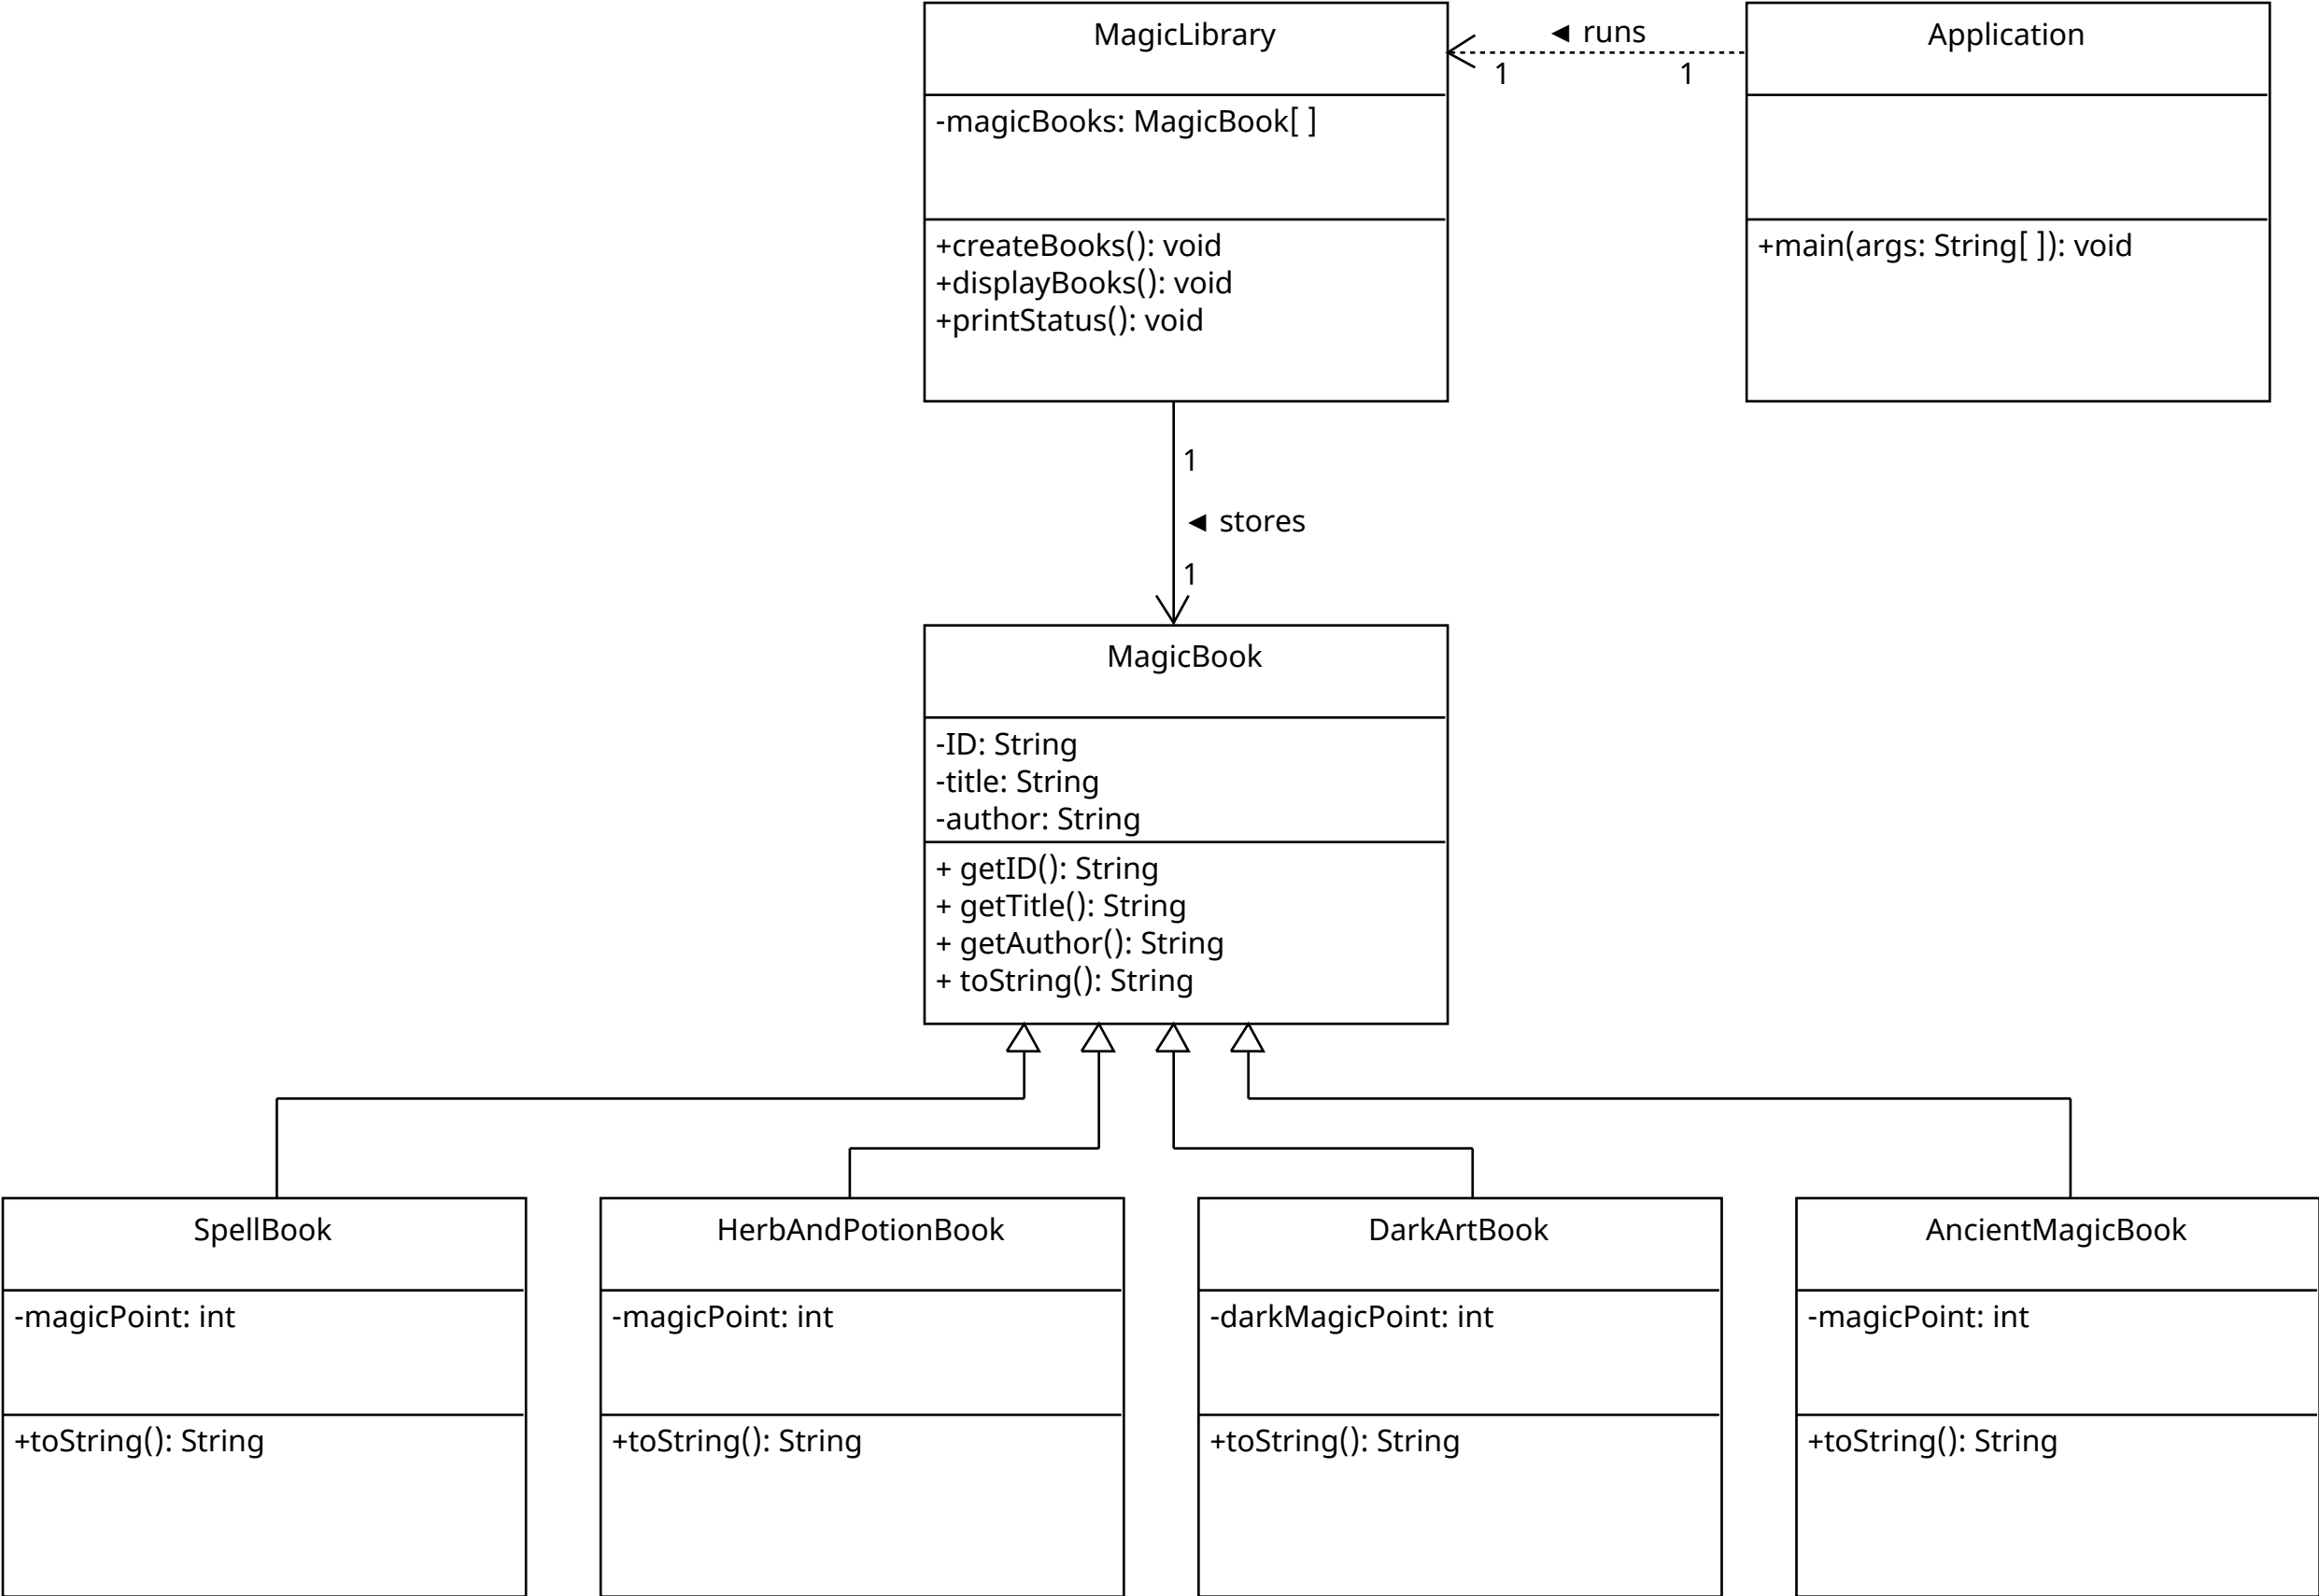 MagicLibrary
-magicBooks: MagicBook[ ]
+createBooks(): void
+displayBooks(): void
+printStatus(): void
◄ runs
1
1
Application
+main(args: String[ ]): void
1
◄ stores
1
MagicBook
-ID: String
-title: String
-author: String
+ getID(): String
+ getTitle(): String
+ getAuthor(): String
+ toString(): String
SpellBook
-magicPoint: int
+toString(): String
HerbAndPotionBook
-magicPoint: int
+toString(): String
DarkArtBook
-darkMagicPoint: int
+toString(): String
AncientMagicBook
-magicPoint: int
+toString(): String